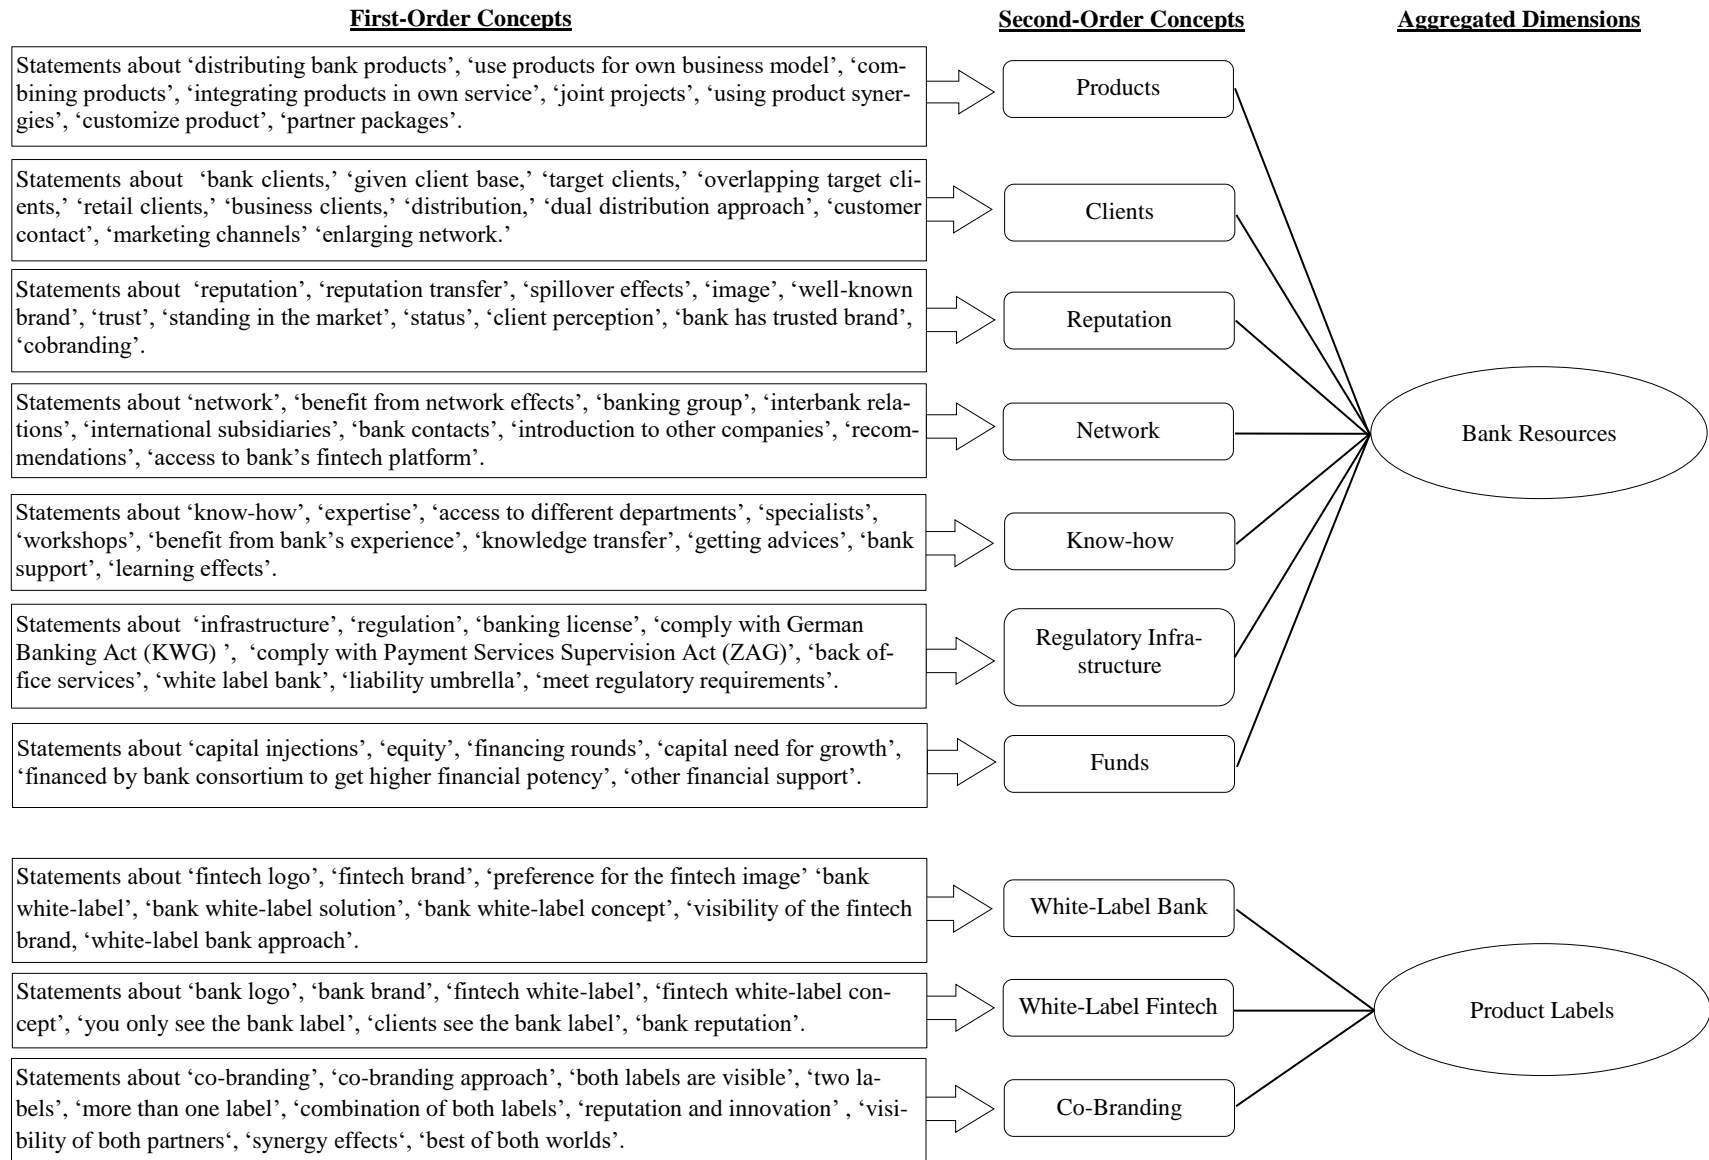 First-Order Concepts
Second-Order Concepts
Aggregated Dimensions
Statements about ‘distributing bank products’, ‘use products for own business model’, ‘com-
bining products’, ‘integrating products in own service’, ‘joint projects’, ‘using product syner-
gies’, ‘customize product’, ‘partner packages’.
Products
Statements about ‘bank clients,’ ‘given client base,’ ‘target clients,’ ‘overlapping target cli-
ents,’ ‘retail clients,’ ‘business clients,’ ‘distribution,’ ‘dual distribution approach’, ‘customer
contact’, ‘marketing channels’ ‘enlarging network.’
Clients
Statements about ‘reputation’, ‘reputation transfer’, ‘spillover effects’, ‘image’, ‘well-known
brand’, ‘trust’, ‘standing in the market’, ‘status’, ‘client perception’, ‘bank has trusted brand’,
‘cobranding’.
Reputation
Statements about ‘network’, ‘benefit from network effects’, ‘banking group’, ‘interbank rela-
tions’, ‘international subsidiaries’, ‘bank contacts’, ‘introduction to other companies’, ‘recom-
mendations’, ‘access to bank’s fintech platform’.
Network
Bank Resources
Statements about ‘know-how’, ‘expertise’, ‘access to different departments’, ‘specialists’,
‘workshops’, ‘benefit from bank’s experience’, ‘knowledge transfer’, ‘getting advices’, ‘bank
support’, ‘learning effects’.
Know-how
Statements about ‘infrastructure’, ‘regulation’, ‘banking license’, ‘comply with German
Banking Act (KWG) ’, ‘comply with Payment Services Supervision Act (ZAG)’, ‘back of-
fice services’, ‘white label bank’, ‘liability umbrella’, ‘meet regulatory requirements’.
Regulatory Infra-
structure
Statements about ‘capital injections’, ‘equity’, ‘financing rounds’, ‘capital need for growth’,
‘financed by bank consortium to get higher financial potency’, ‘other financial support’.
Funds
Statements about ‘fintech logo’, ‘fintech brand’, ‘preference for the fintech image’ ‘bank
white-label’, ‘bank white-label solution’, ‘bank white-label concept’, ‘visibility of the fintech
brand, ‘white-label bank approach’.
White-Label Bank
Statements about ‘bank logo’, ‘bank brand’, ‘fintech white-label’, ‘fintech white-label con-
cept’, ‘you only see the bank label’, ‘clients see the bank label’, ‘bank reputation’.
White-Label Fintech
Product Labels
Statements about ‘co-branding’, ‘co-branding approach’, ‘both labels are visible’, ‘two la-
bels’, ‘more than one label’, ‘combination of both labels’, ‘reputation and innovation’ , ‘visi-
bility of both partners‘, ‘synergy effects‘, ‘best of both worlds’.
Co-Branding